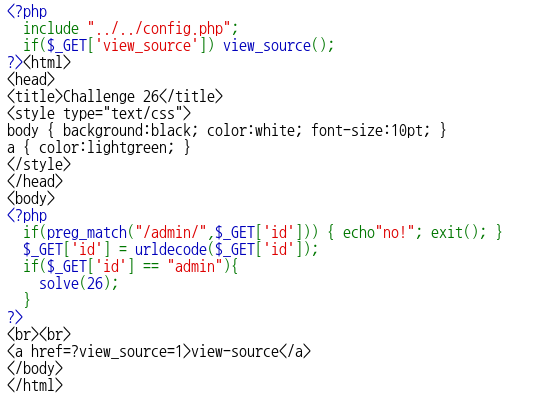 <?php
include "../../config.php";
if($_GET['view_source']) view_source();
?><html>
<head>
<title>Challenge 26</title>
<style type="text/css">
body { background:black; color:white; font-size:10pt; }
a { color:lightgreen; }
</style>
</head>
<body>
<?php
if(preg_match("/admin/",$_GET['id'])) { echo"no!"; exit(); }
$_GET['id'] = urldecode($_GET['id']);
if($_GET['id'] == "admin"){
solve(26);
}
?>
<br><br>
<a href=?view_source=1>view-source</a>
</body>
</html>